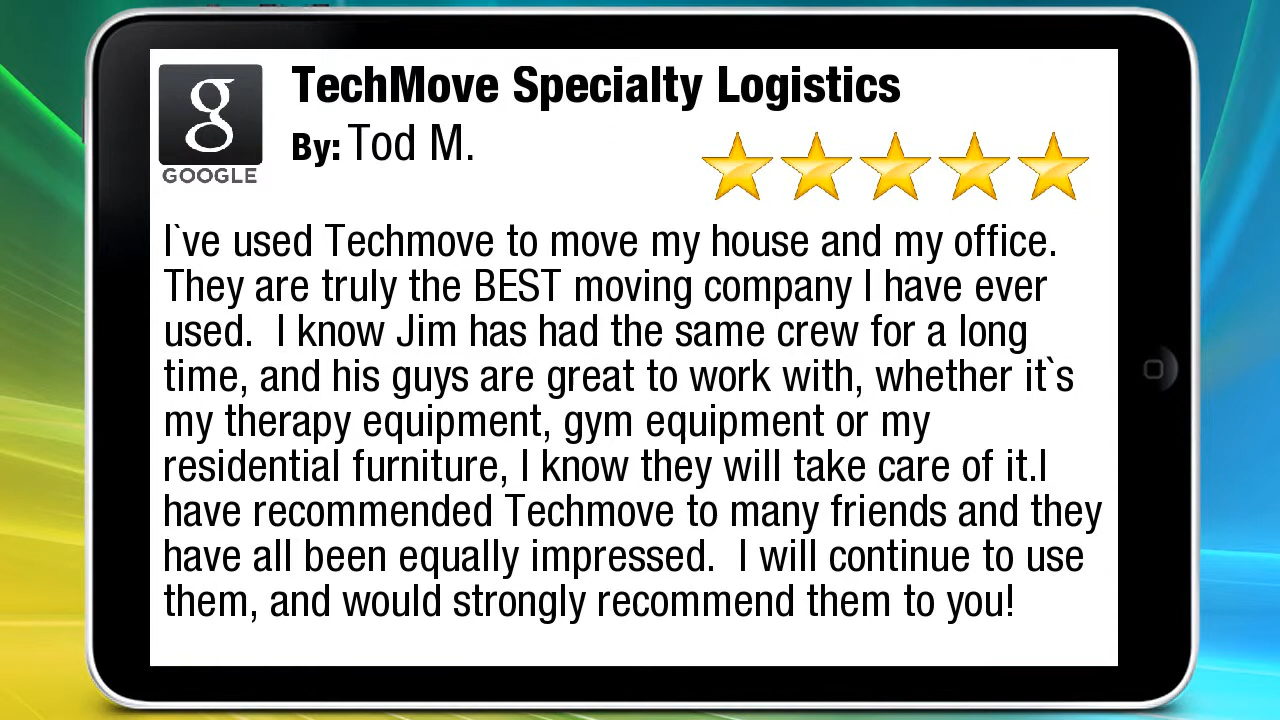 TechMove Specialty Logistics
By: Tod M.
g
GOOGLE
I`ve used Techmove to move my house and my office.
They are truly the BEST moving company I have ever
used.  I know Jim has had the same crew for a long
time, and his guys are great to work with, whether it`s
my therapy equipment, gym equipment or my
residential furniture, I know they will take care of it.I
have recommended Techmove to many friends and they
have all been equally impressed.  I will continue to use
them, and would strongly recommend them to you!